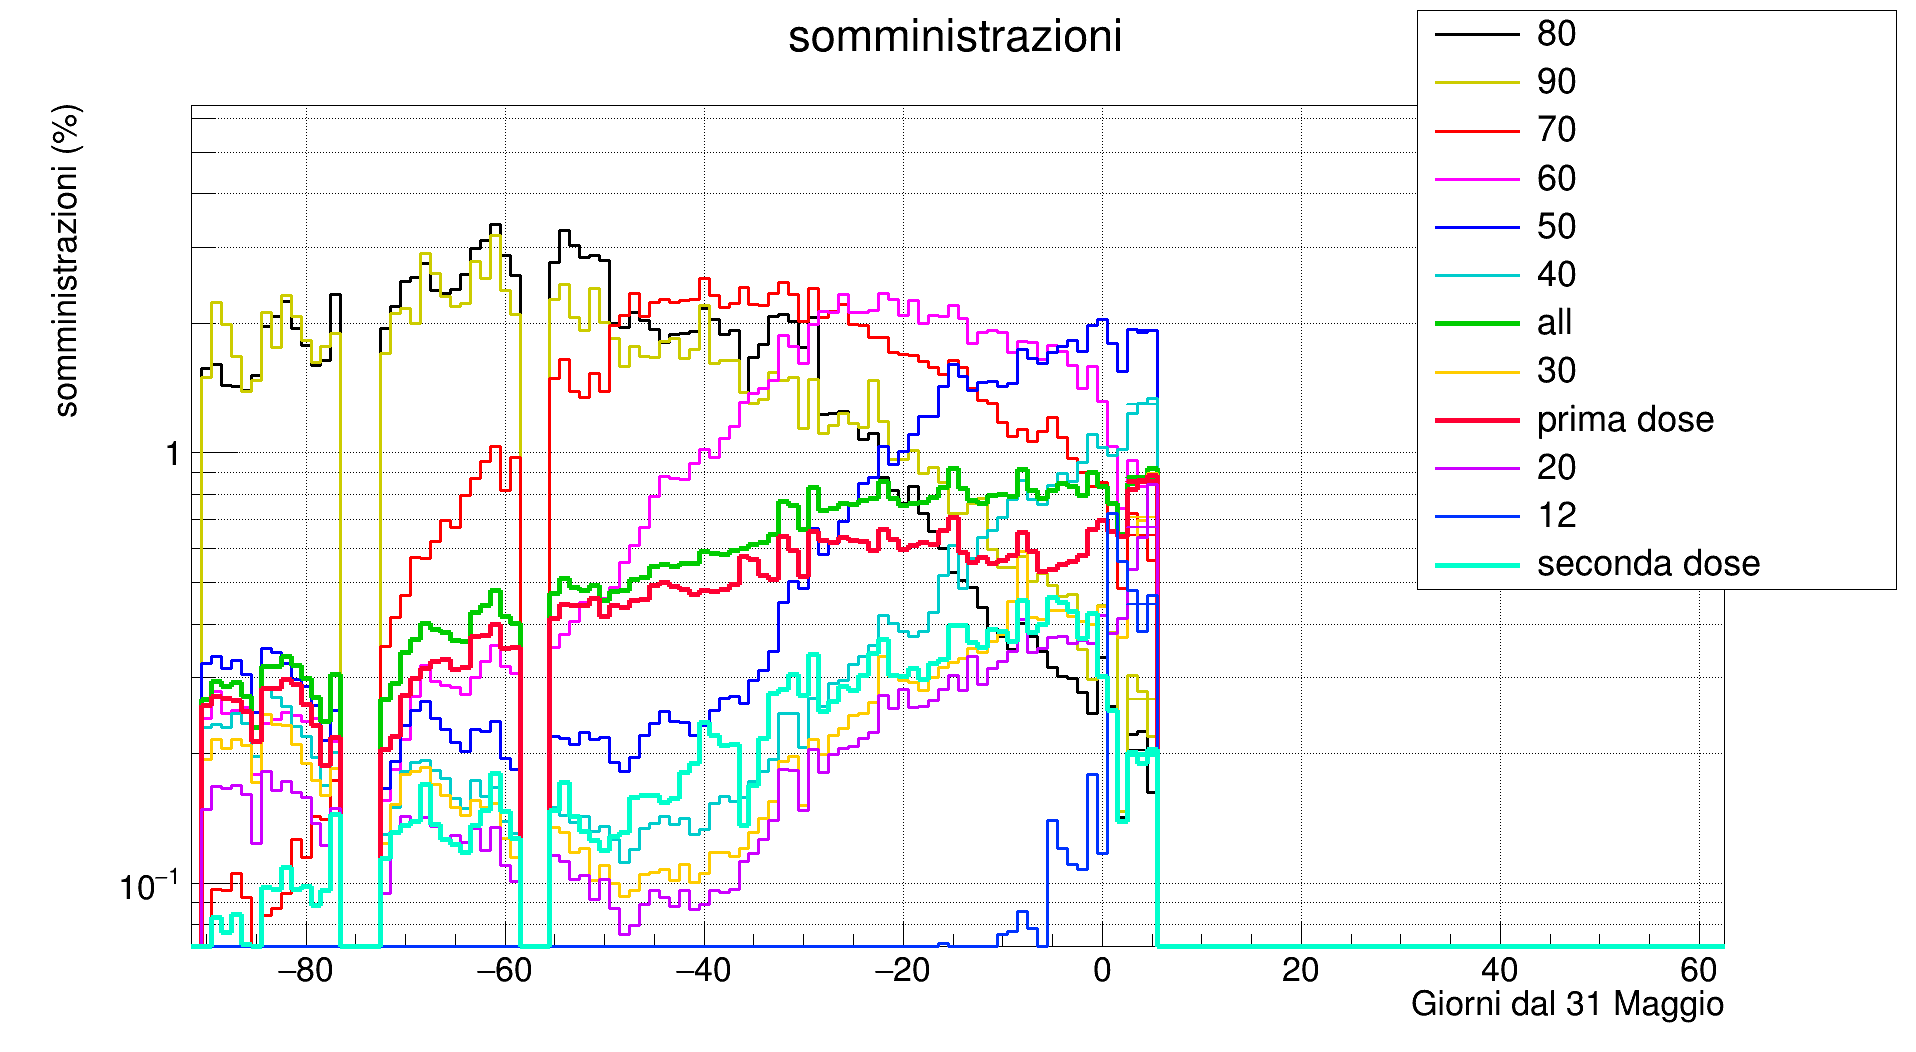 somministrazioni
somministrazioni (%)
80
90
70
60
50
40
all
30
prima dose
20
12
seconda dose
1
10⁻¹
−80 −60 −40 −20 0 20 40 60
Giorni dal 31 Maggio